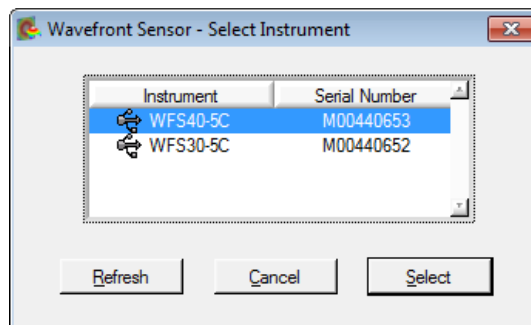 Wavefront Sensor - Select Instrument
Instrument Serial Number
WFS40-5C M00440653
WFS30-5C M00440652
Refresh Cancel Select